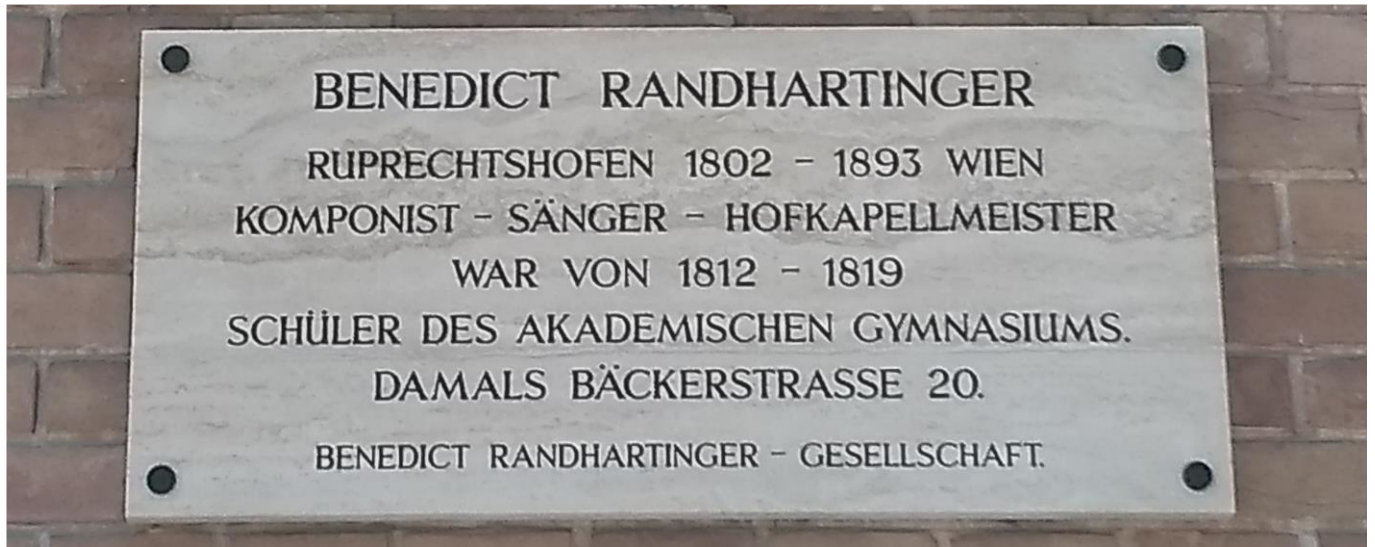 BENEDICT RANDHARTINGER
RUPRECHTSHOFEN 1802 – 1893 WIEN
KOMPONIST – SÄNGER – HOFKAPELLMEISTER
WAR VON 1812 – 1819
SCHÜLER DES AKADEMISCHEN GYMNASIUMS.
DAMALS BÄCKERSTRASSE 20.
BENEDICT RANDHARTINGER – GESELLSCHAFT.